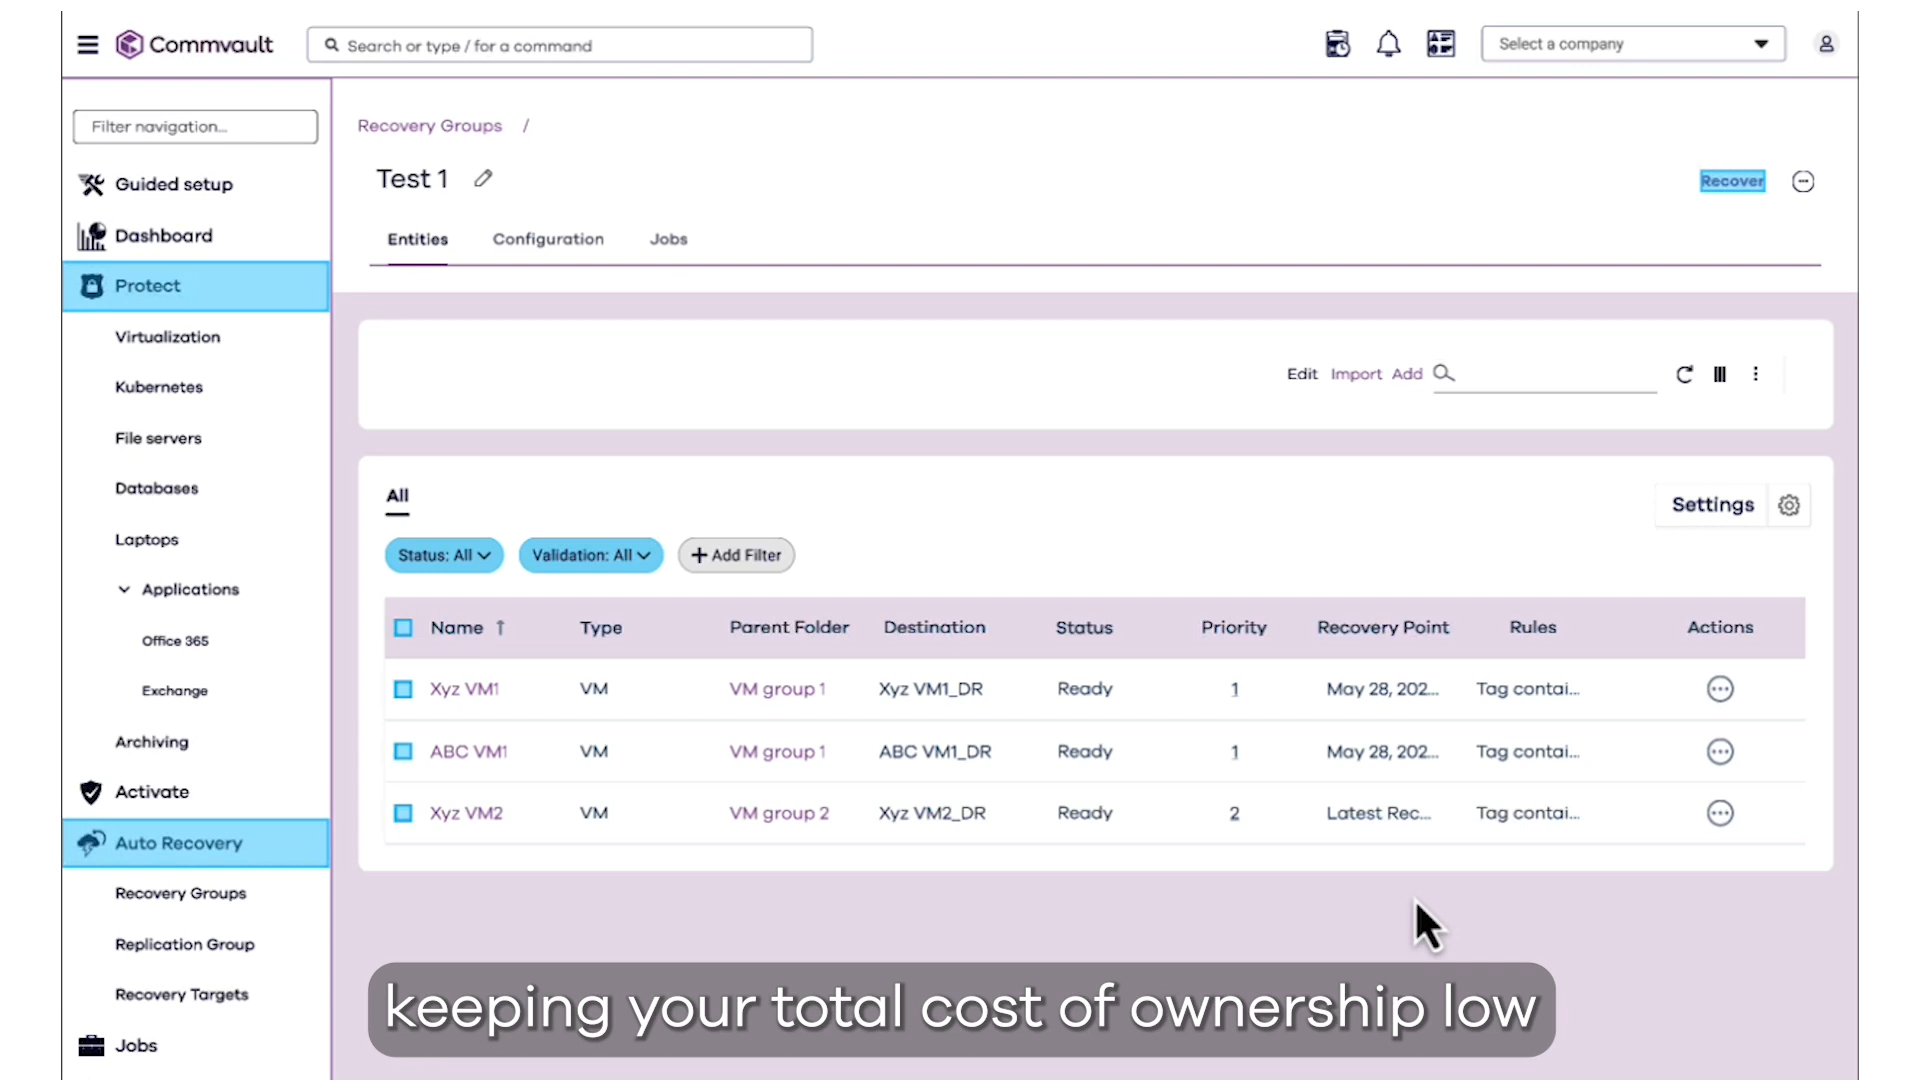 Commvault
Search or type / for a command
Select a company
Filter navigation...
Guided setup
Dashboard
Protect
Virtualization
Kubernetes
File servers
Databases
Laptops
Applications
Office 365
Exchange
Archiving
Activate
Auto Recovery
Recovery Groups
Replication Group
Recovery Targets
Jobs
Recovery Groups /
Test 1
Recover
Entities Configuration Jobs
Edit Import Add
All
Settings
Status: All Validation: All + Add Filter
Name ↑ Type Parent Folder Destination Status Priority Recovery Point Rules Actions
Xyz VM1 VM VM group 1 Xyz VM1_DR Ready 1 May 28, 202... Tag contai...
ABC VM1 VM VM group 1 ABC VM1_DR Ready 1 May 28, 202... Tag contai...
Xyz VM2 VM VM group 2 Xyz VM2_DR Ready 2 Latest Rec... Tag contai...
keeping your total cost of ownership low